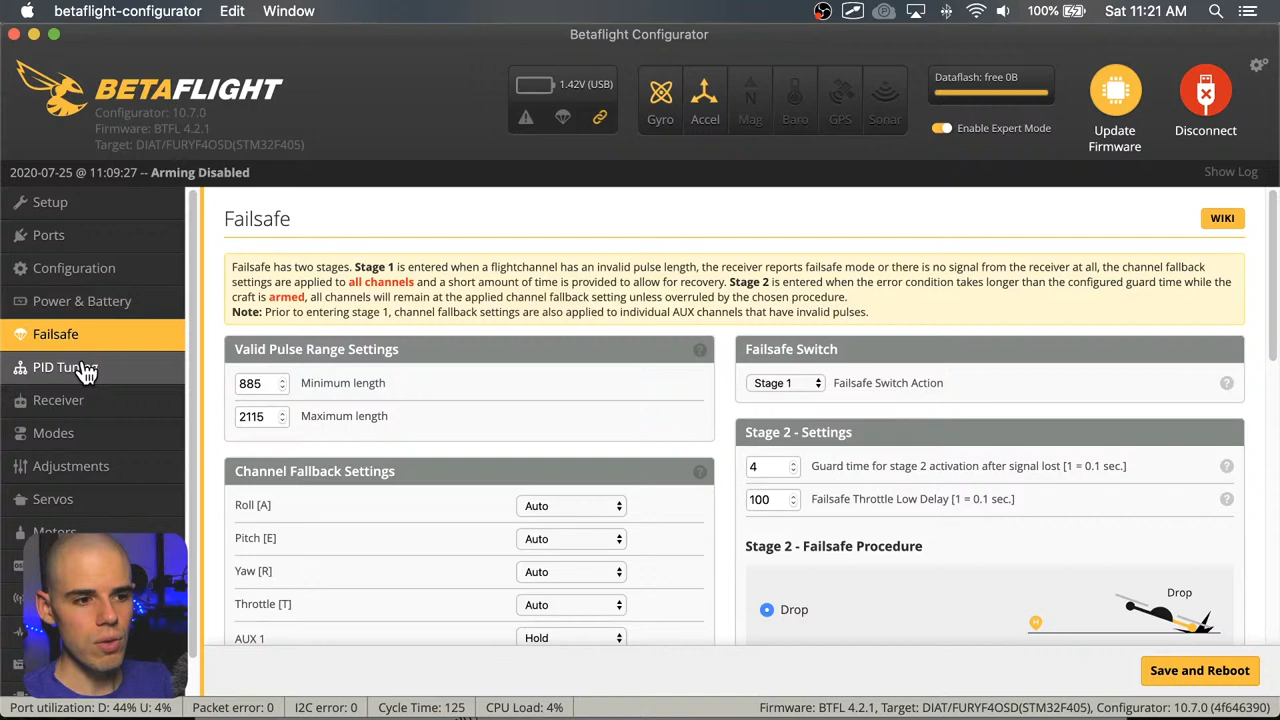 betaflight-configurator Edit Window
100% Sat 11:21 AM
Betaflight Configurator
BETAFLIGHT
Configurator: 10.7.0
Firmware: BTFL 4.2.1
Target: DIAT/FURYF4OSD(STM32F405)
1.42V (USB)
Gyro Accel Mag Baro GPS Sonar
Dataflash: free 0B
Enable Expert Mode
Update Firmware
Disconnect
2020-07-25 @ 11:09:27 -- Arming Disabled
Show Log
Setup
Ports
Configuration
Power & Battery
Failsafe
PID
Receiver
Modes
Adjustments
Servos
Motors
Failsafe
WIKI
Failsafe has two stages. Stage 1 is entered when a flightchannel has an invalid pulse length, the receiver reports failsafe mode or there is no signal from the receiver at all, the channel fallback
settings are applied to all channels and a short amount of time is provided to allow for recovery. Stage 2 is entered when the error condition takes longer than the configured guard time while the
craft is armed, all channels will remain at the applied channel fallback setting unless overruled by the chosen procedure.
Note: Prior to entering stage 1, channel fallback settings are also applied to individual AUX channels that have invalid pulses.
Valid Pulse Range Settings
885 Minimum length
2115 Maximum length
Channel Fallback Settings
Roll [A] Auto
Pitch [E] Auto
Yaw [R] Auto
Throttle [T] Auto
AUX 1 Hold
Failsafe Switch
Stage 1 Failsafe Switch Action
Stage 2 - Settings
4 Guard time for stage 2 activation after signal lost [1 = 0.1 sec.]
100 Failsafe Throttle Low Delay [1 = 0.1 sec.]
Stage 2 - Failsafe Procedure
Drop
Drop
Save and Reboot
Port utilization: D: 44% U: 4% Packet error: 0 I2C error: 0 Cycle Time: 125 CPU Load: 4% Firmware: BTFL 4.2.1, Target: DIAT/FURYF4OSD(STM32F405), Configurator: 10.7.0 (4f646390)